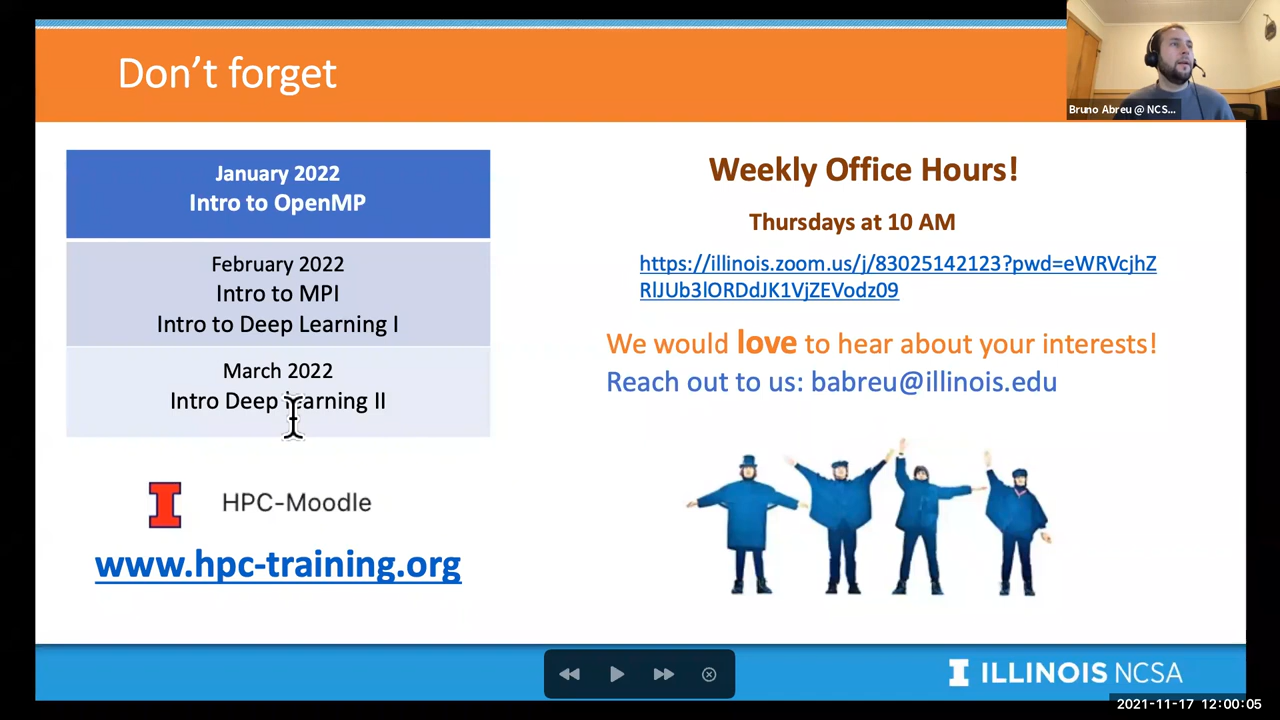 Don't forget
Bruno Abreu @ NCS...
January 2022
Intro to OpenMP
February 2022
Intro to MPI
Intro to Deep Learning I
March 2022
Intro Deep Learning II
HPC-Moodle
www.hpc-training.org
Weekly Office Hours!
Thursdays at 10 AM
https://illinois.zoom.us/j/83025142123?pwd=eWRVcjhZ
RlJUb3lORDdJK1VjZEVodz09
We would love to hear about your interests!
Reach out to us: babreu@illinois.edu
I ILLINOIS NCSA
2021-11-17 12:00:05